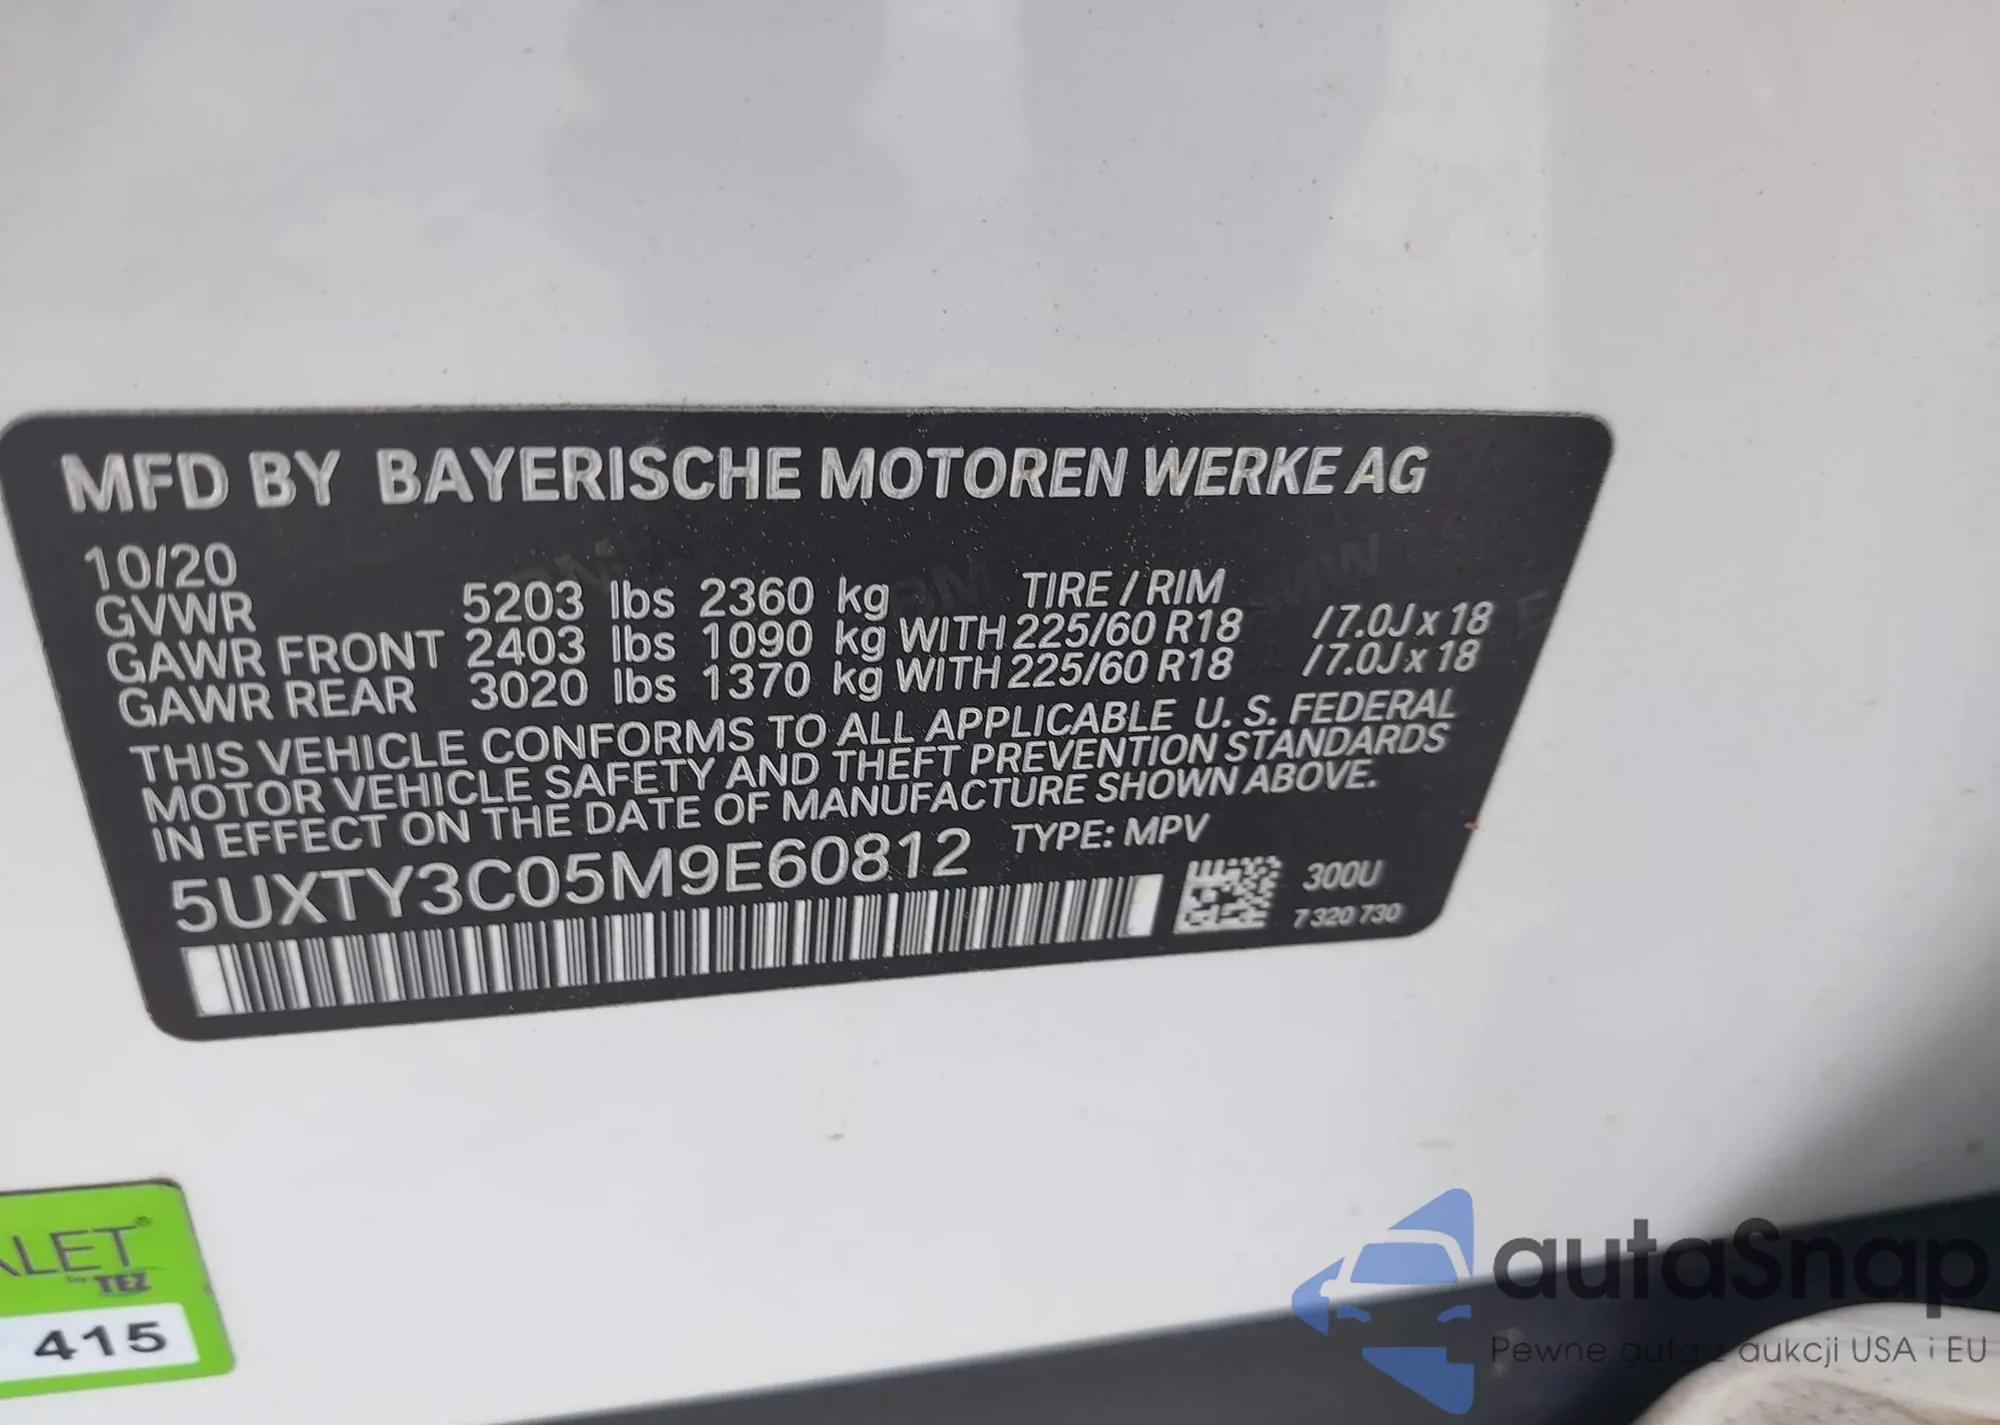 MFD BY BAYERISCHE MOTOREN WERKE AG
10/20
GVWR 5203 lbs 2360 kg TIRE / RIM
GAWR FRONT 2403 lbs 1090 kg WITH 225/60 R18 /7.0J x 18
GAWR REAR 3020 lbs 1370 kg WITH 225/60 R18 /7.0J x 18
THIS VEHICLE CONFORMS TO ALL APPLICABLE U. S. FEDERAL
MOTOR VEHICLE SAFETY AND THEFT PREVENTION STANDARDS
IN EFFECT ON THE DATE OF MANUFACTURE SHOWN ABOVE.
5UXTY3C05M9E60812 TYPE: MPV
300U
7 320 730
ALET®
by TEZ
415
autaSnap
Pewne auto z aukcji USA i EU